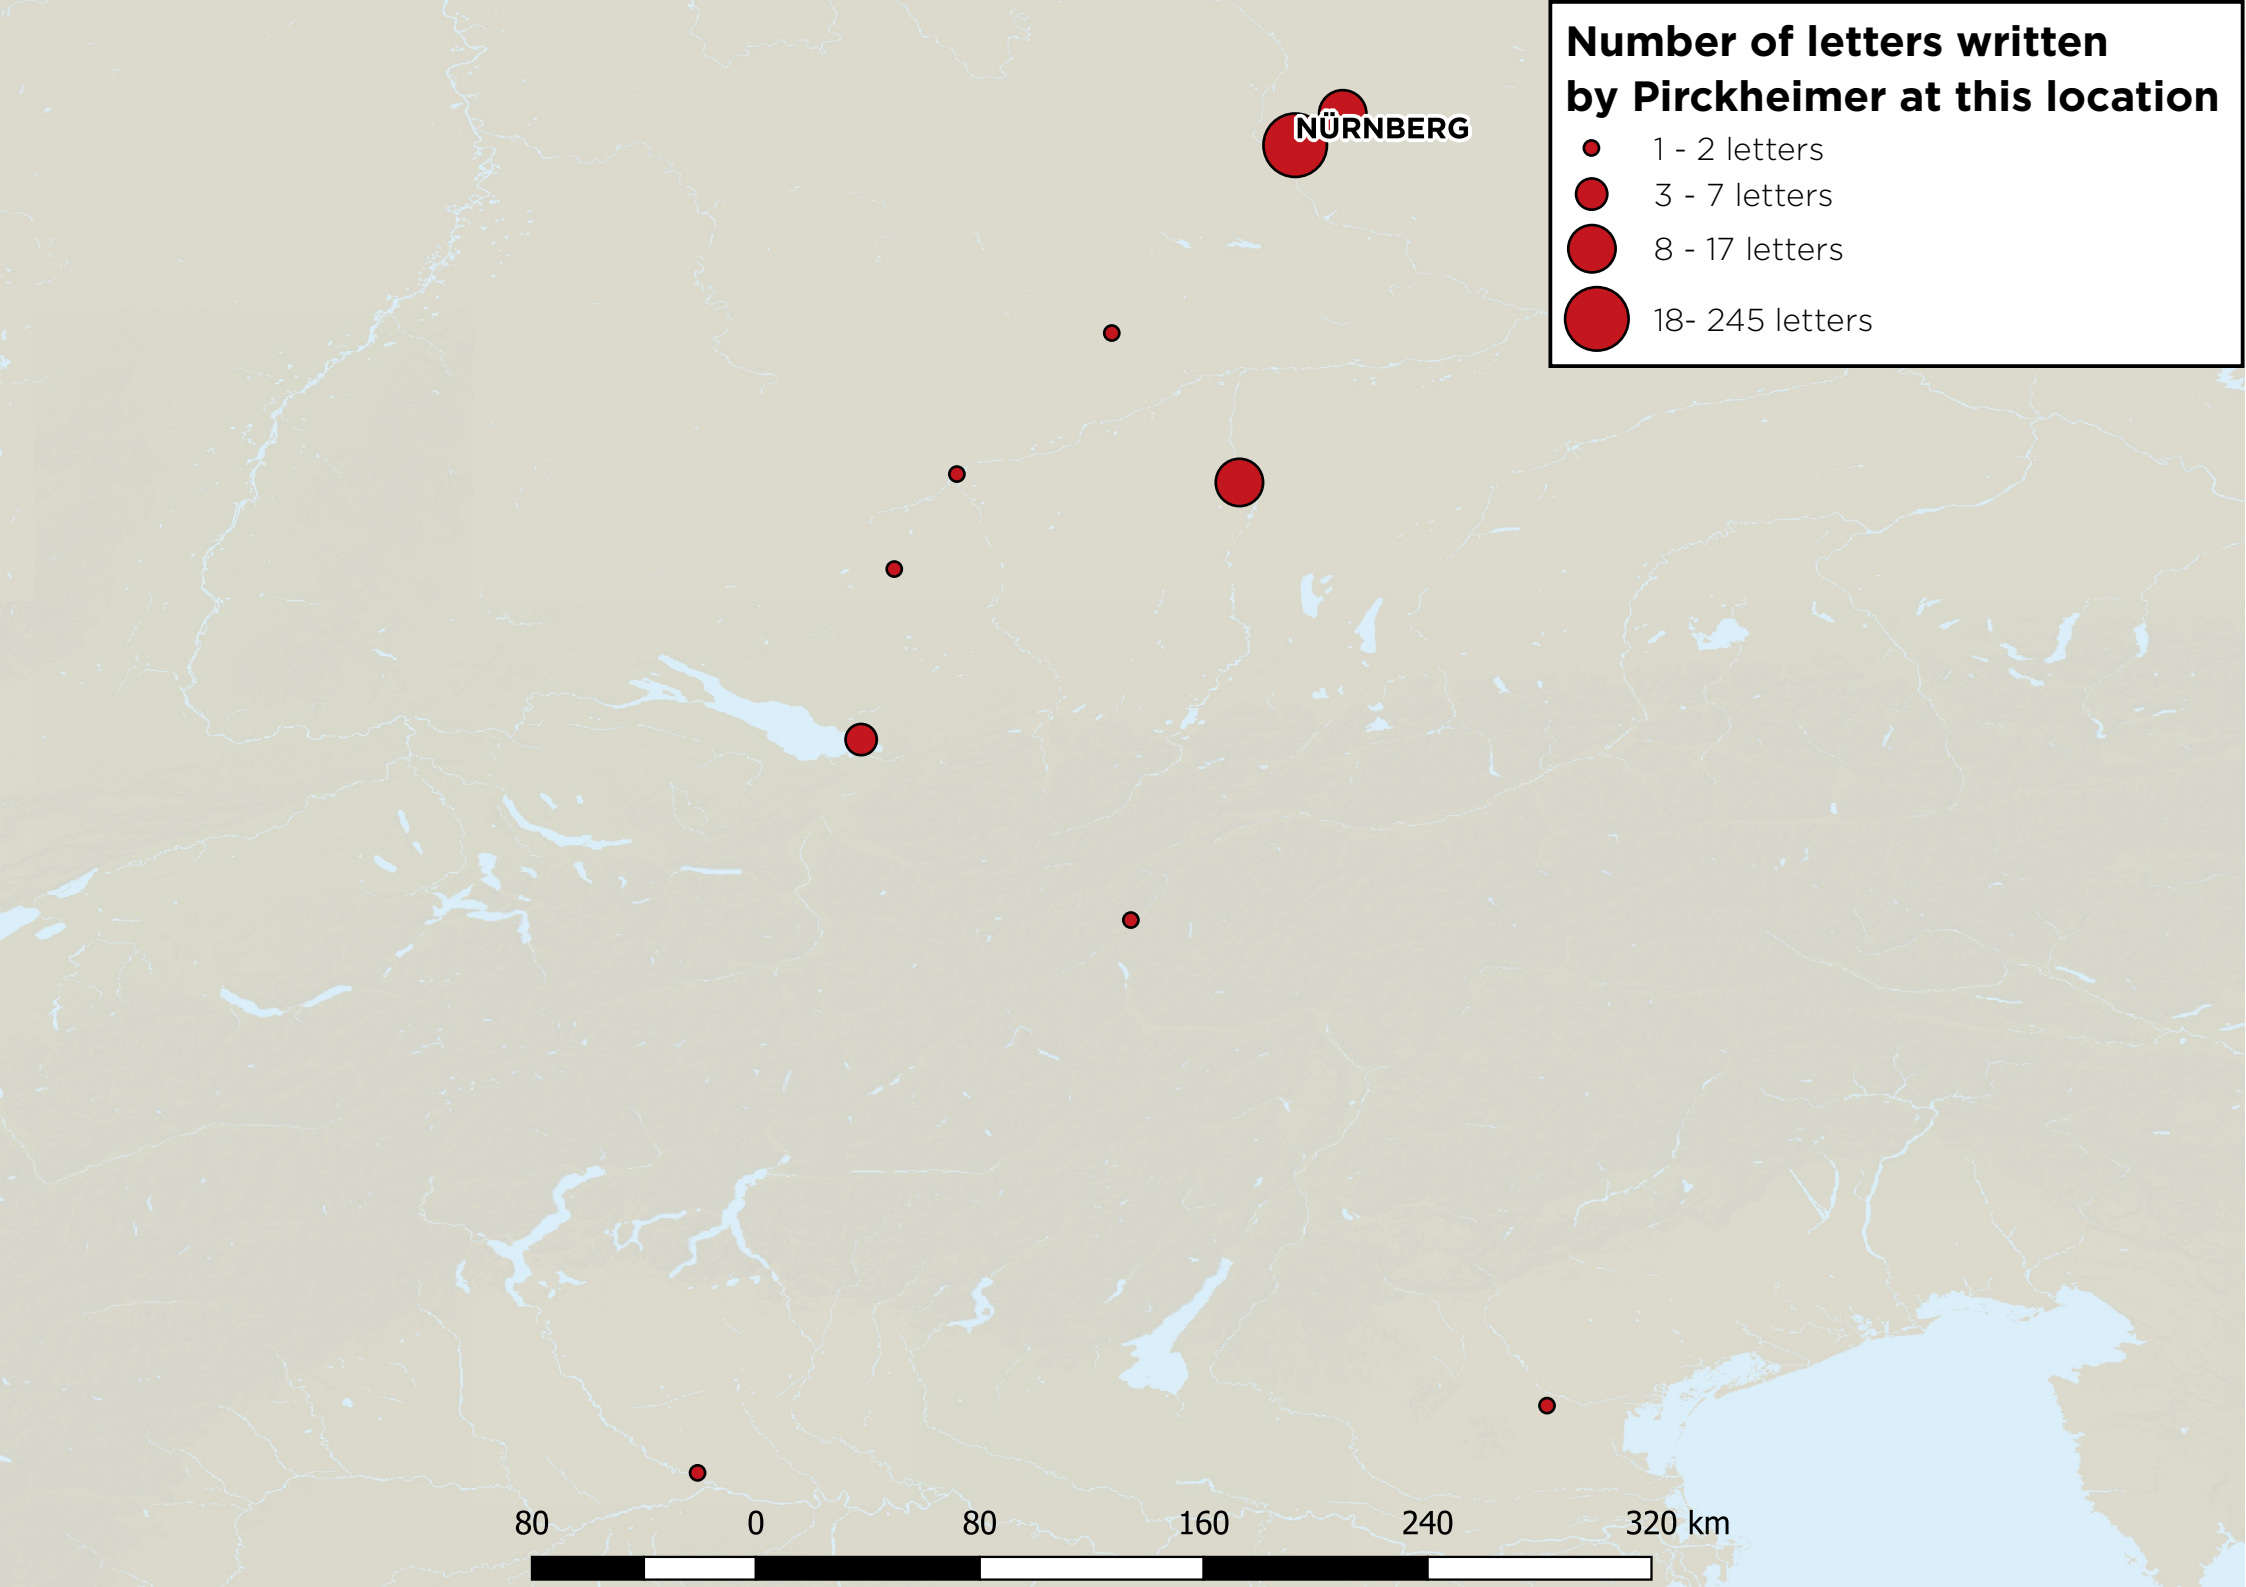 Number of letters written
by Pirckheimer at this location
1 - 2 letters
3 - 7 letters
8 - 17 letters
18- 245 letters
NÜRNBERG
80 0 80 160 240 320 km